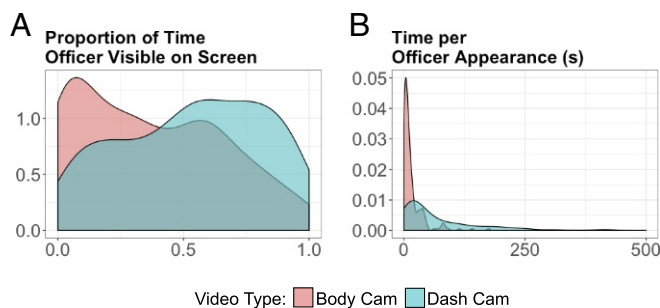 A
Proportion of Time
Officer Visible on Screen
1.0
0.5
0.0
0.0 0.5 1.0
B
Time per
Officer Appearance (s)
0.05
0.04
0.03
0.02
0.01
0.00
0 250 500
Video Type: Body Cam Dash Cam